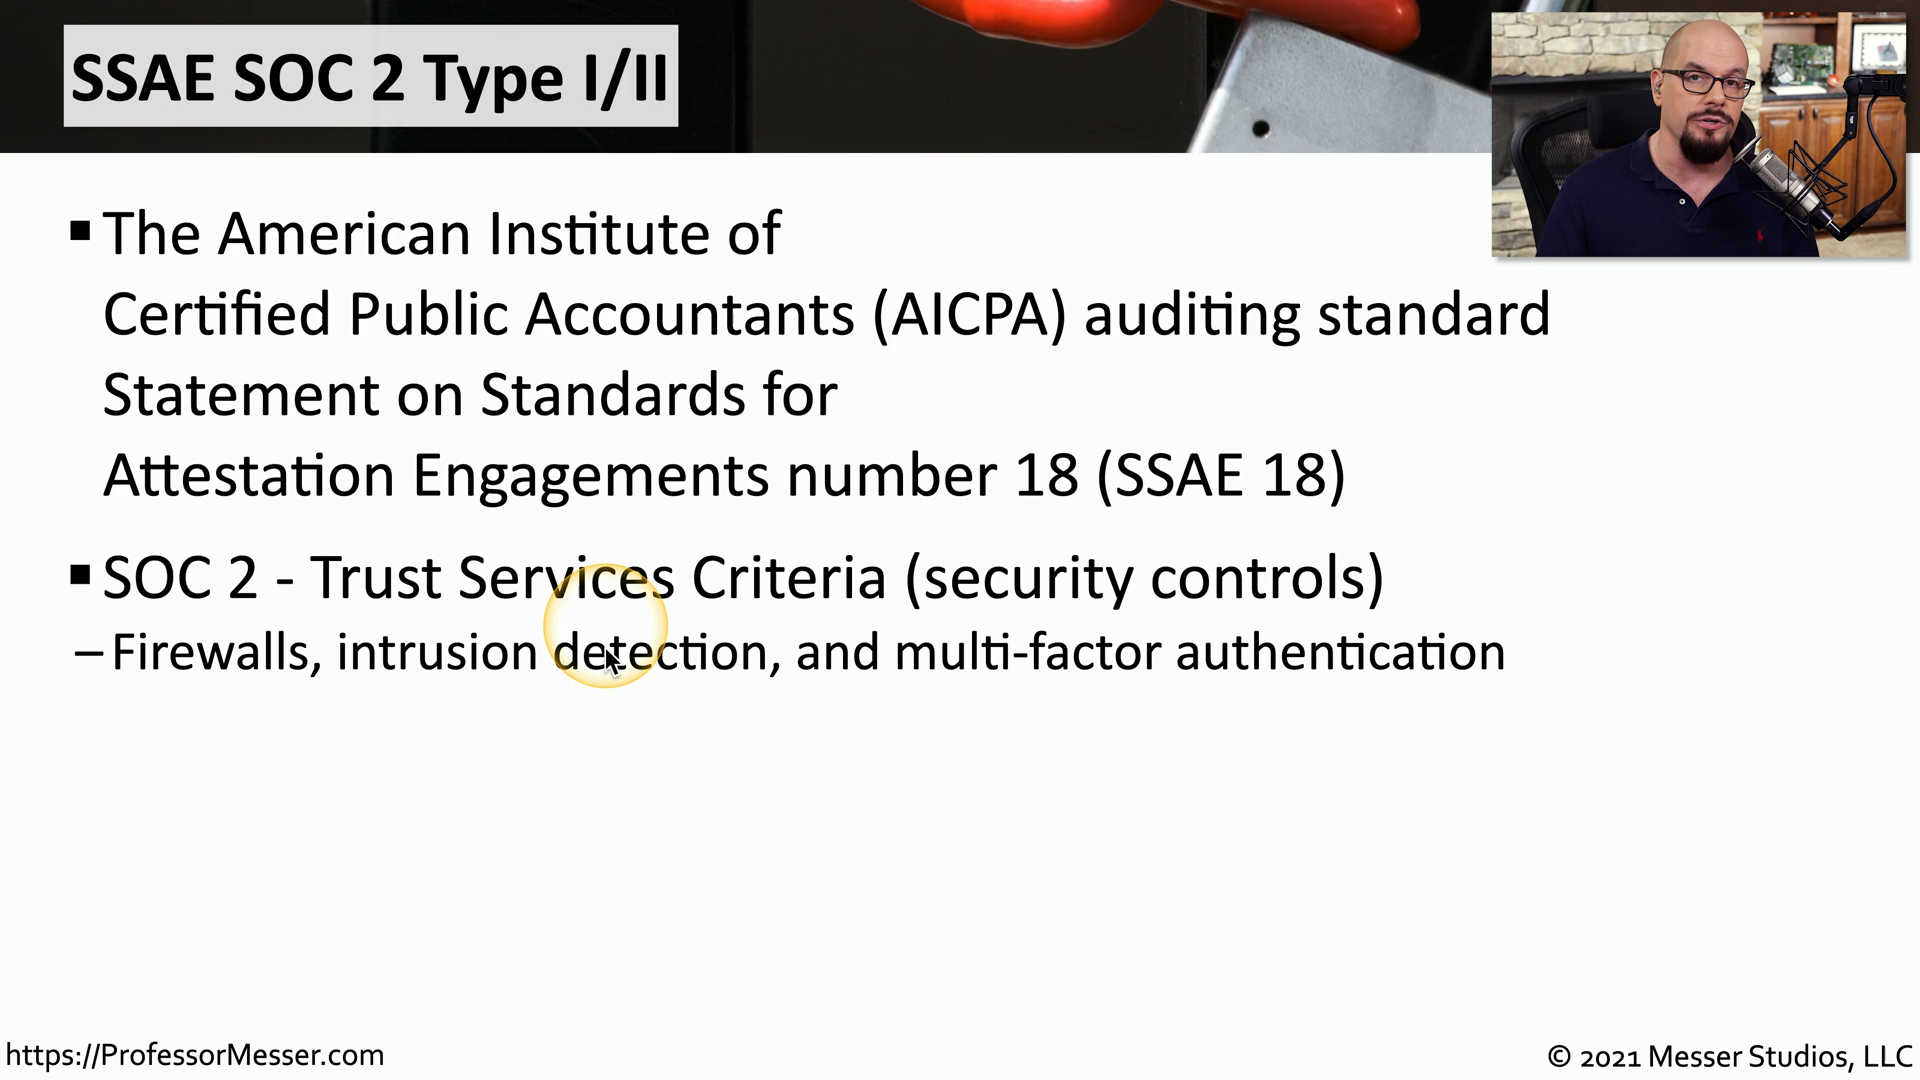 SSAE SOC 2 Type I/II
▪ The American Institute of
Certified Public Accountants (AICPA) auditing standard
Statement on Standards for
Attestation Engagements number 18 (SSAE 18)
▪ SOC 2 - Trust Services Criteria (security controls)
– Firewalls, intrusion detection, and multi-factor authentication
https://ProfessorMesser.com
© 2021 Messer Studios, LLC